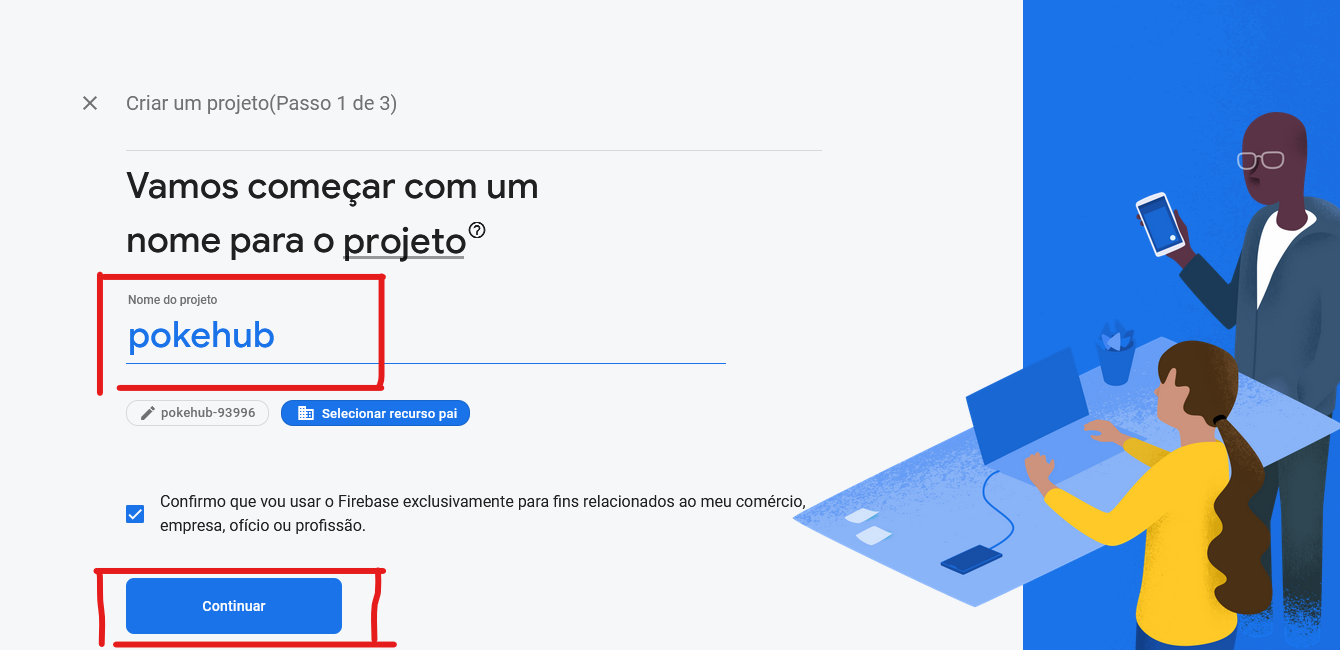 Criar um projeto(Passo 1 de 3)
Vamos começar com um
nome para o projeto
Nome do projeto
pokehub
pokehub-93996
Selecionar recurso pai
Confirmo que vou usar o Firebase exclusivamente para fins relacionados ao meu comércio,
empresa, ofício ou profissão.
Continuar